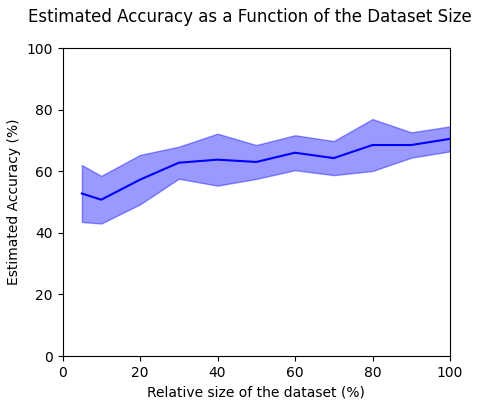 Estimated Accuracy as a Function of the Dataset Size
100
80
60
40
20
0
Estimated Accuracy (%)
0 20 40 60 80 100
Relative size of the dataset (%)